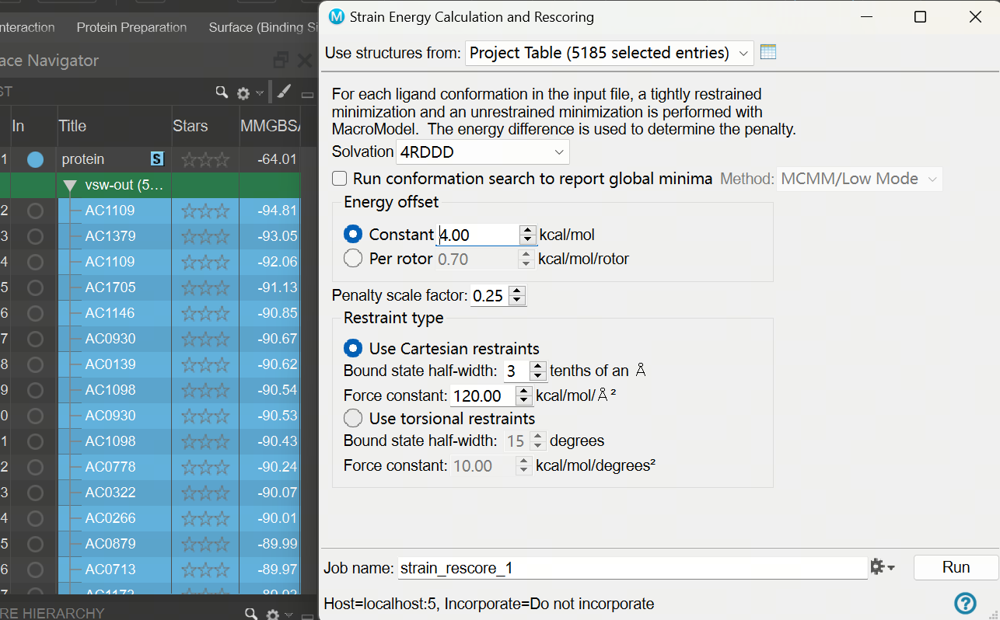 nteraction
Protein Preparation
Surface (Binding Si
ace Navigator
ST
In
Title
Stars
MMGBSA
1
protein
S
-64.01
vsw-out (5...
2
AC1109
-94.81
3
AC1379
-93.05
4
AC1109
-92.06
5
AC1705
-91.13
6
AC1146
-90.85
7
AC0930
-90.67
8
AC0139
-90.62
9
AC1098
-90.54
0
AC0930
-90.53
1
AC1098
-90.43
2
AC0778
-90.24
3
AC0322
-90.07
4
AC0266
-90.01
5
AC0879
-89.99
6
AC0713
-89.97
RE HIERARCHY
M
Strain Energy Calculation and Rescoring
Use structures from: Project Table (5185 selected entries)
For each ligand conformation in the input file, a tightly restrained
minimization and an unrestrained minimization is performed with
MacroModel. The energy difference is used to determine the penalty.
Solvation 4RDDD
Run conformation search to report global minima Method: MCMM/Low Mode
Energy offset
Constant 4.00 kcal/mol
Per rotor 0.70 kcal/mol/rotor
Penalty scale factor: 0.25
Restraint type
Use Cartesian restraints
Bound state half-width: 3 tenths of an Å
Force constant: 120.00 kcal/mol/Å²
Use torsional restraints
Bound state half-width: 15 degrees
Force constant: 10.00 kcal/mol/degrees²
Job name: strain_rescore_1
Run
Host=localhost:5, Incorporate=Do not incorporate
?